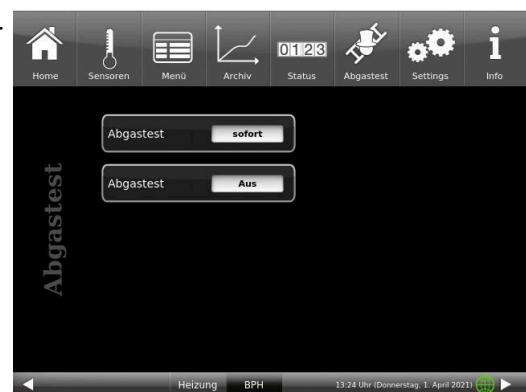 Home Sensoren Menü Archiv 0123 Status Abgastest Settings i Info
Abgastest
Abgastest sofort
Abgastest Aus
Heizung BPH 13:24 Uhr (Donnerstag, 1. April 2021)